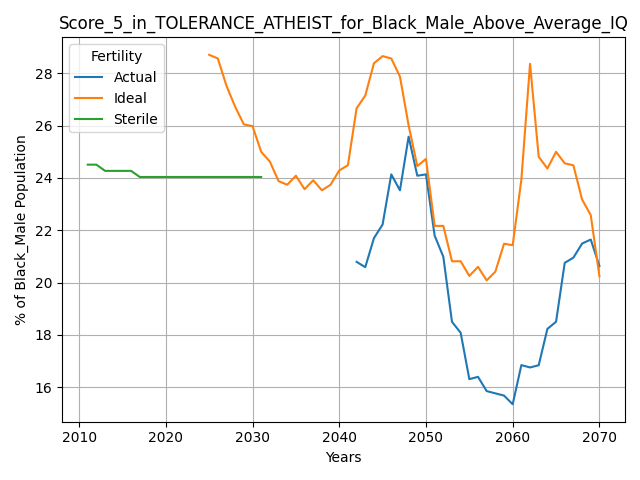 Score_5_in_TOLERANCE_ATHEIST_for_Black_Male_Above_Average_IQ
Fertility
Actual
Ideal
Sterile
% of Black_Male Population
28
26
24
22
20
18
16
2010 2020 2030 2040 2050 2060 2070
Years